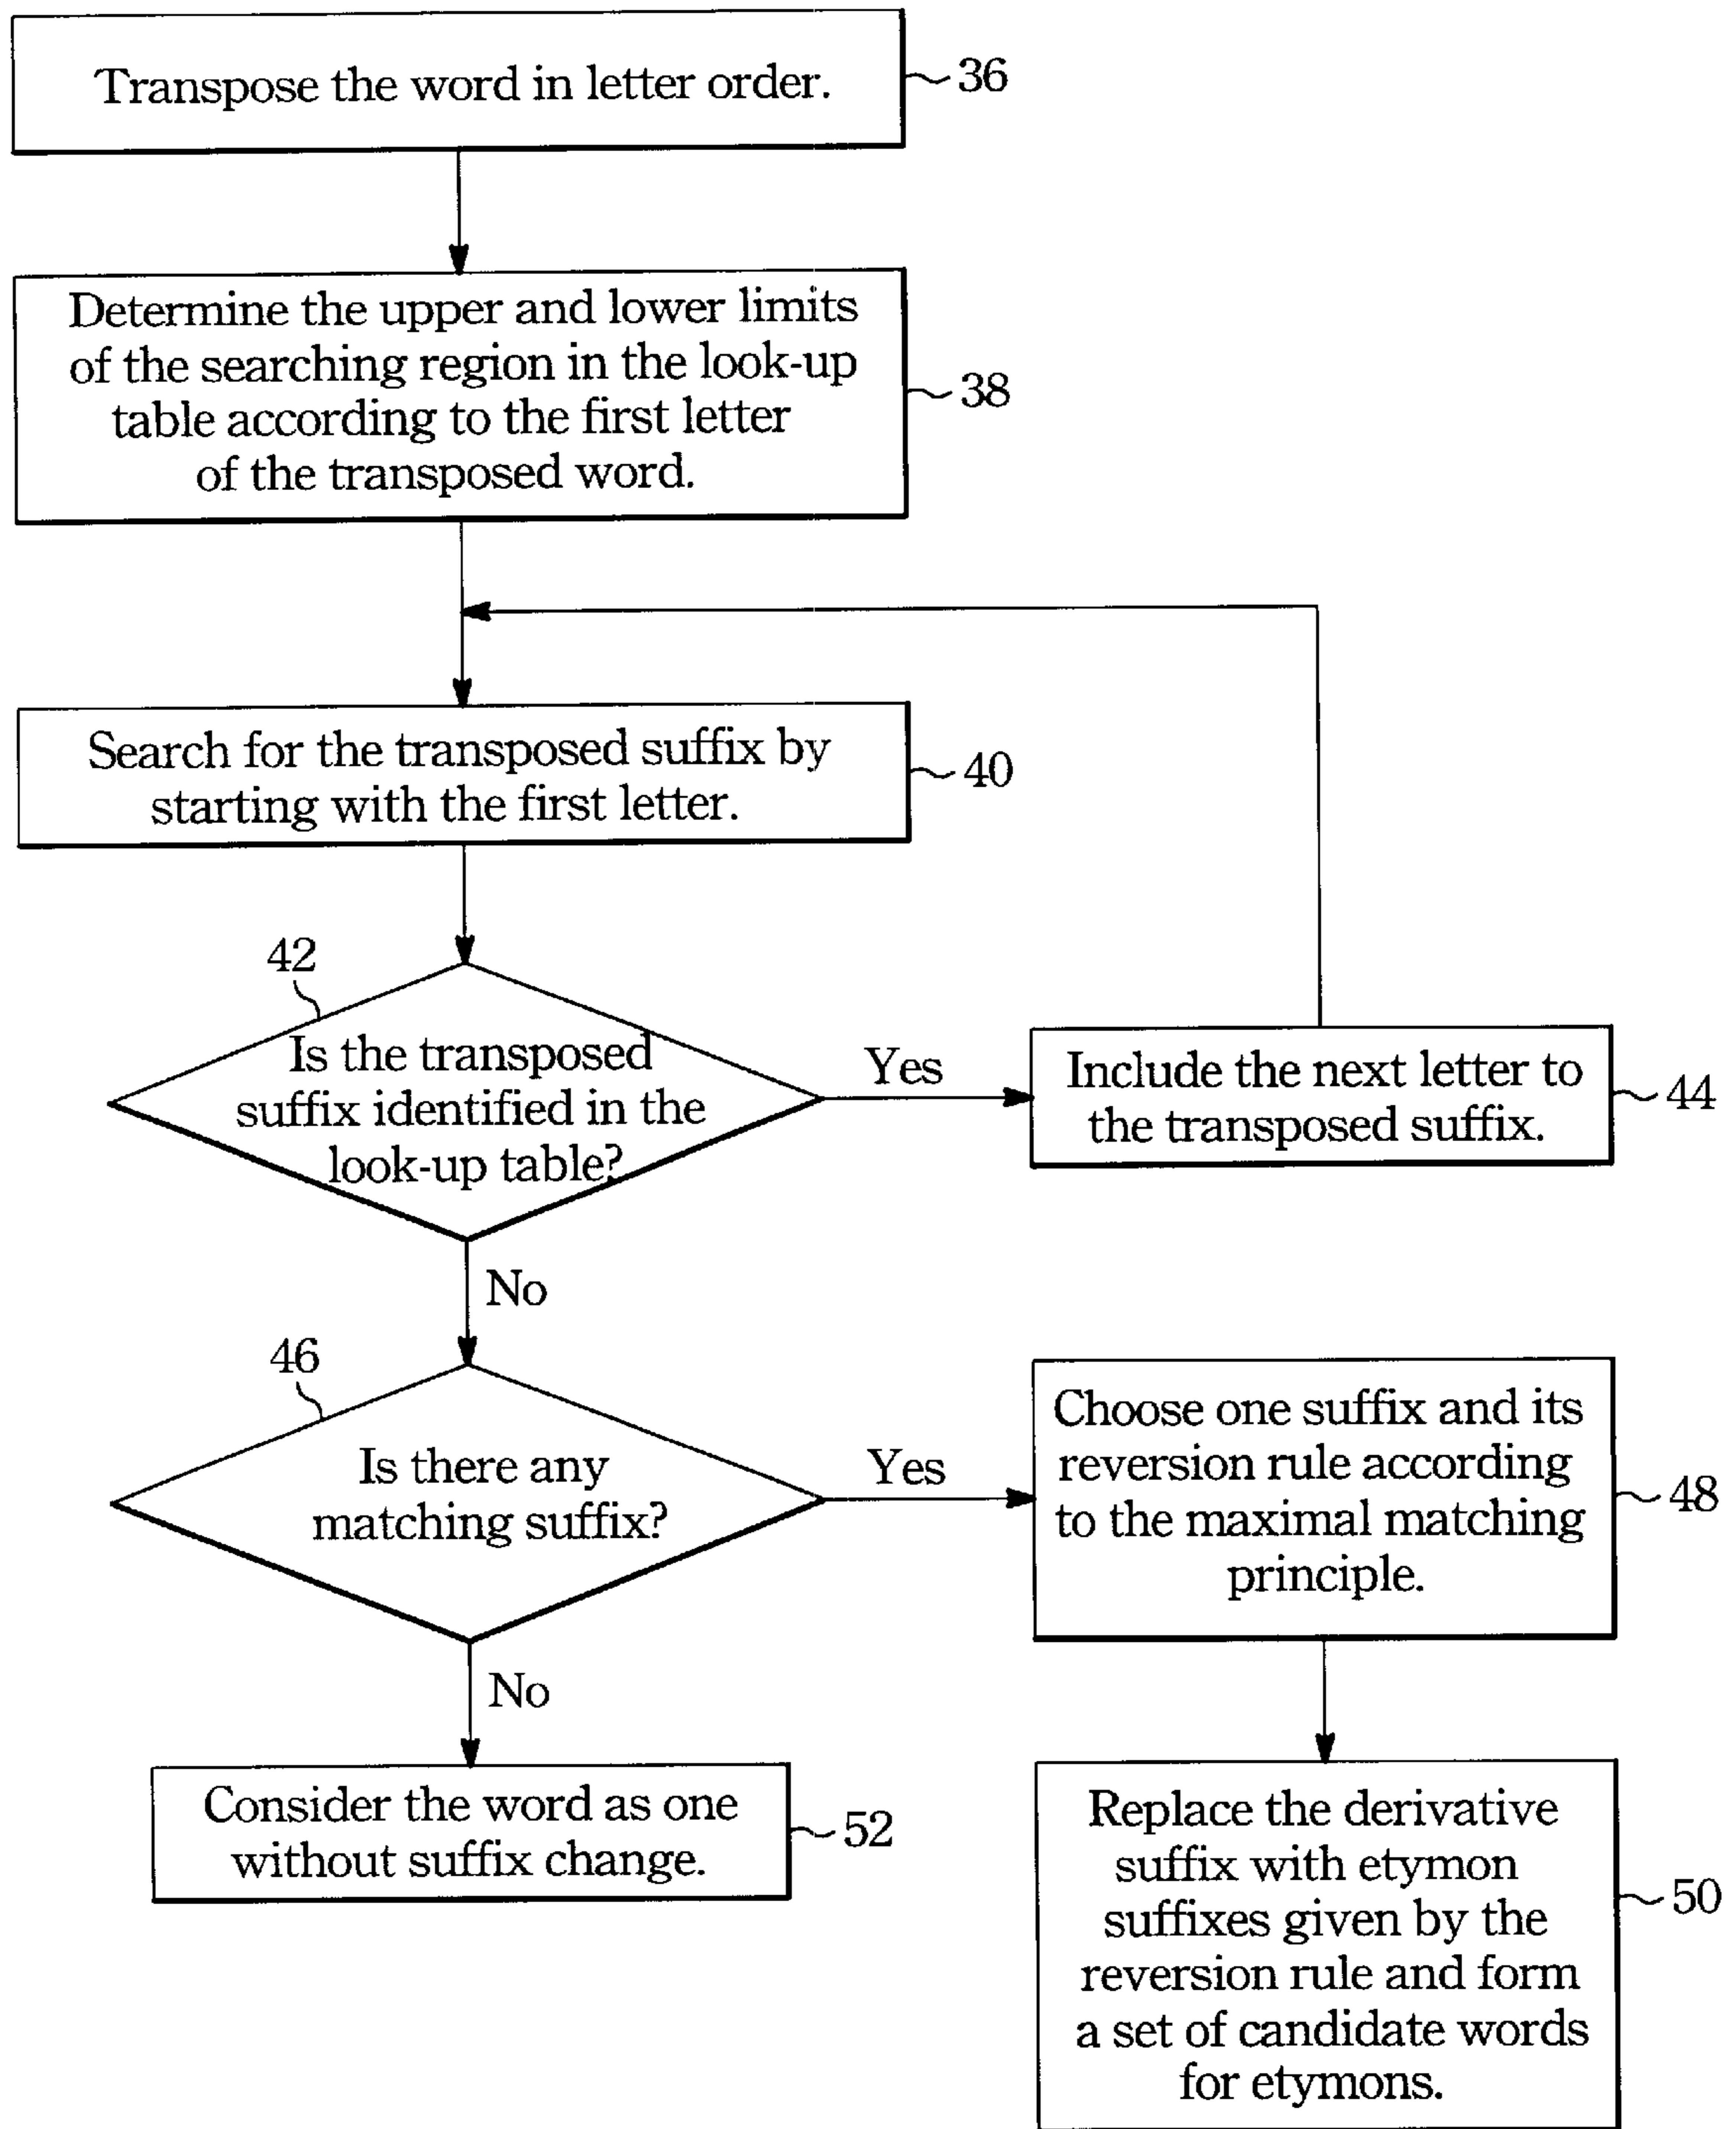 Transpose the word in letter order.
36
Determine the upper and lower limits
of the searching region in the look-up
table according to the first letter
of the transposed word.
38
Search for the transposed suffix by
starting with the first letter.
40
42
Is the transposed
suffix identified in the
look-up table?
Yes
Include the next letter to
the transposed suffix.
44
No
46
Is there any
matching suffix?
Yes
Choose one suffix and its
reversion rule according
to the maximal matching
principle.
48
No
Consider the word as one
without suffix change.
52
Replace the derivative
suffix with etymon
suffixes given by the
reversion rule and form
a set of candidate words
for etymons.
50